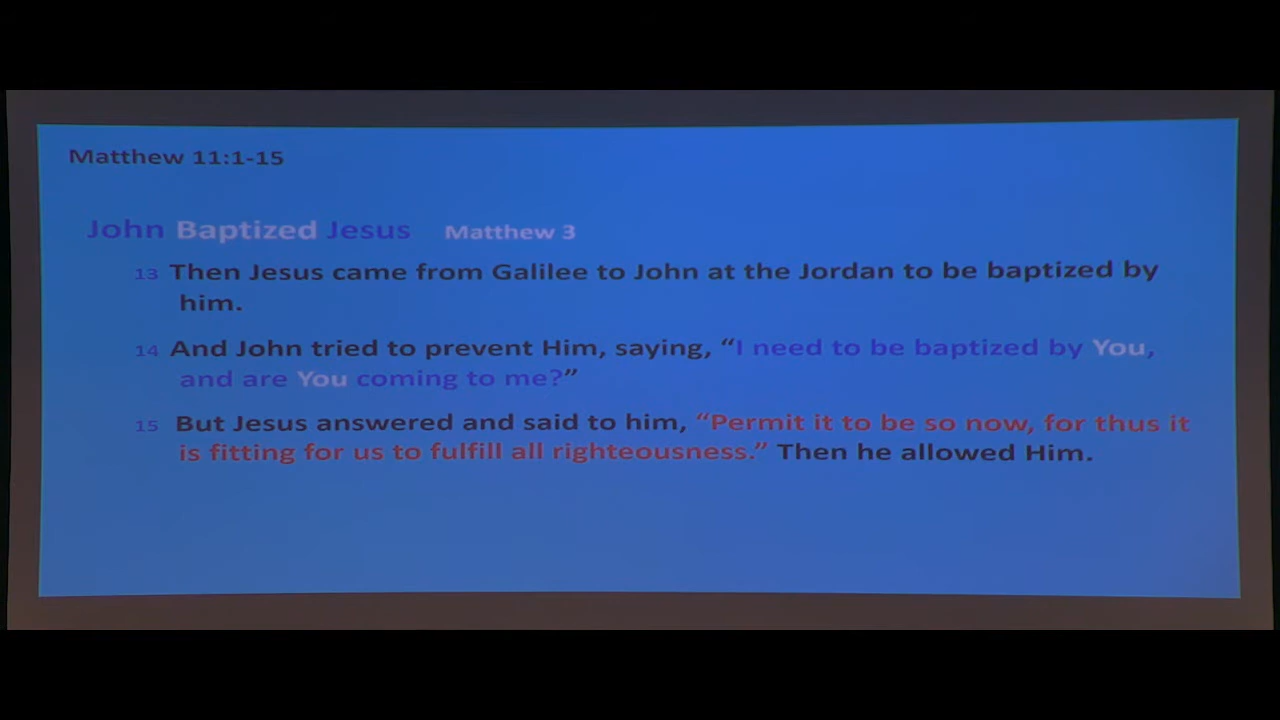 Matthew 11:1-15
John Baptized Jesus Matthew 3
13 Then Jesus came from Galilee to John at the Jordan to be baptized by
him.
14 And John tried to prevent Him, saying, “I need to be baptized by You,
and are You coming to me?”
15 But Jesus answered and said to him, “Permit it to be so now, for thus it
is fitting for us to fulfill all righteousness.” Then he allowed Him.